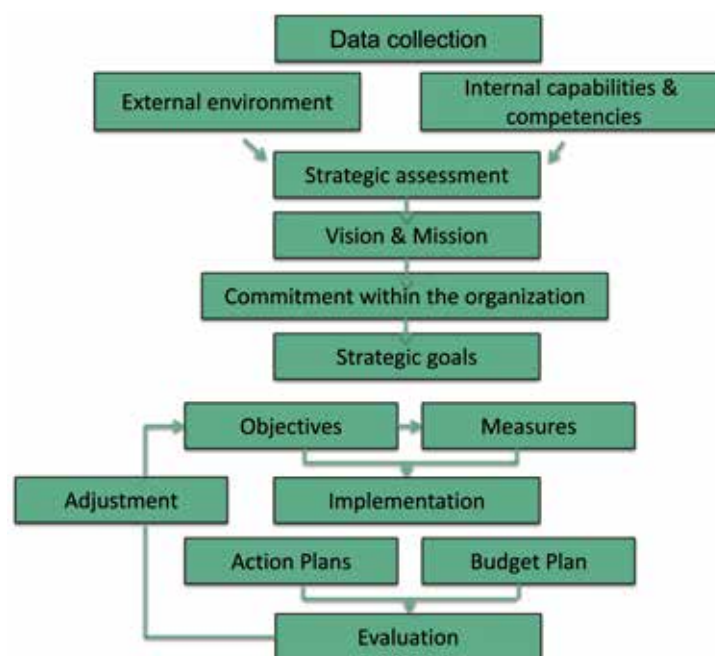 Data collection
External environment
Internal capabilities &
competencies
Strategic assessment
Vision & Mission
Commitment within the organization
Strategic goals
Objectives
Measures
Adjustment
Implementation
Action Plans
Budget Plan
Evaluation